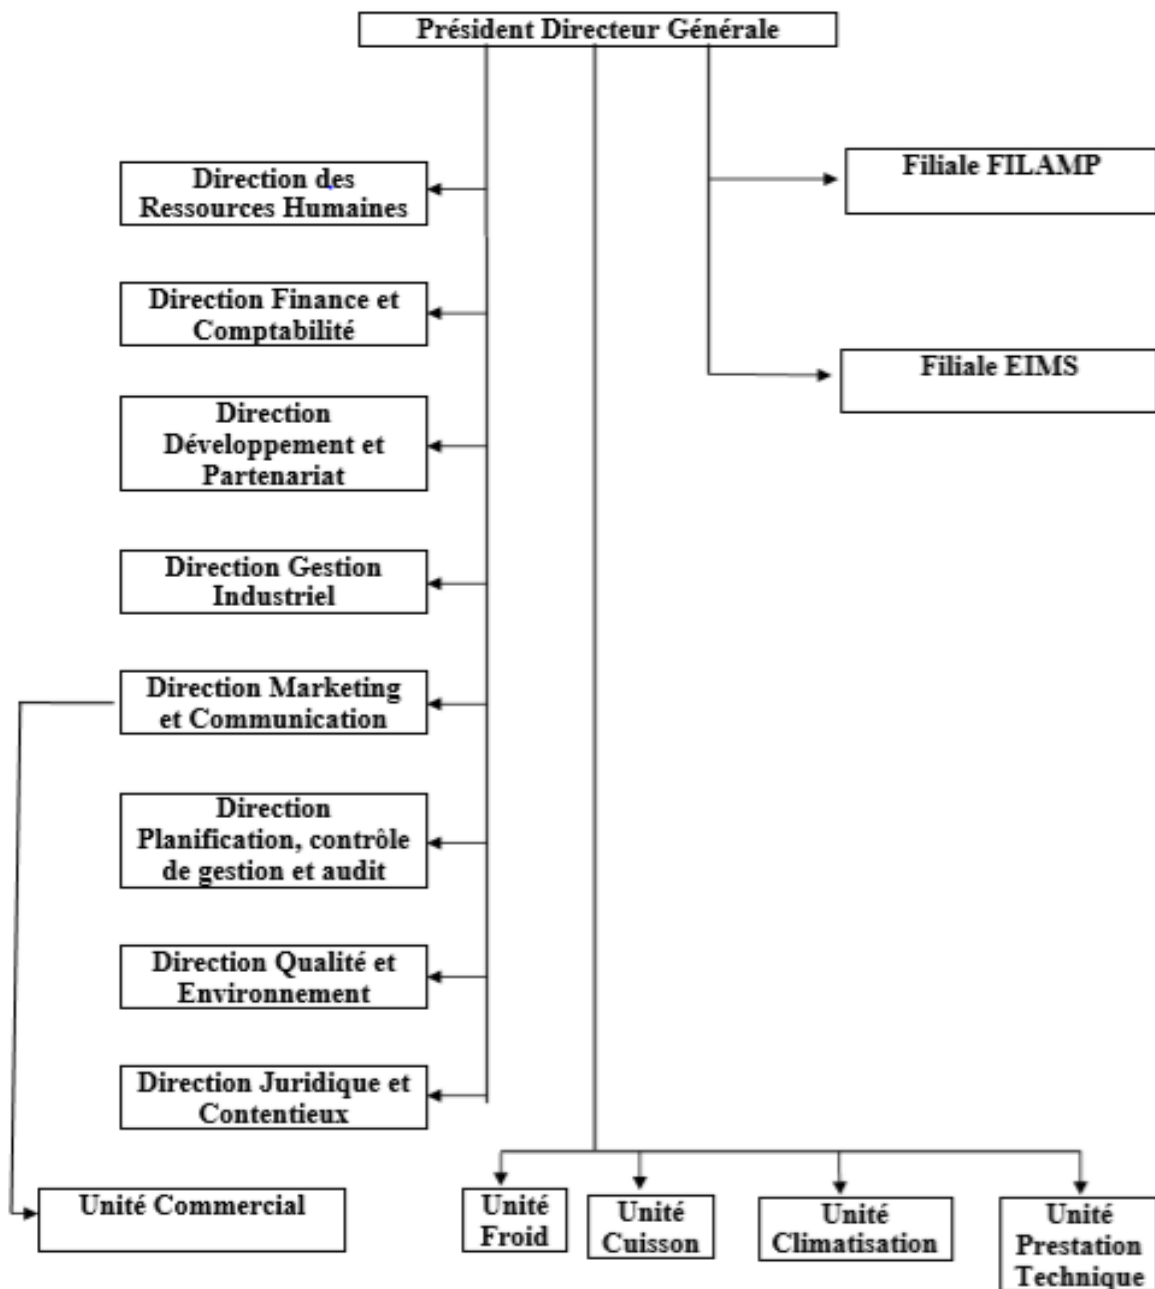 Président Directeur Générale
Direction des
Ressources Humaines
Filiale FILAMP
Direction Finance et
Comptabilité
Filiale EIMS
Direction
Développement et
Partenariat
Direction Gestion
Industriel
Direction Marketing
et Communication
Direction
Planification, contrôle
de gestion et audit
Direction Qualité et
Environnement
Direction Juridique et
Contentieux
Unité Commercial
Unité
Froid
Unité
Cuisson
Unité
Climatisation
Unité
Prestation
Technique